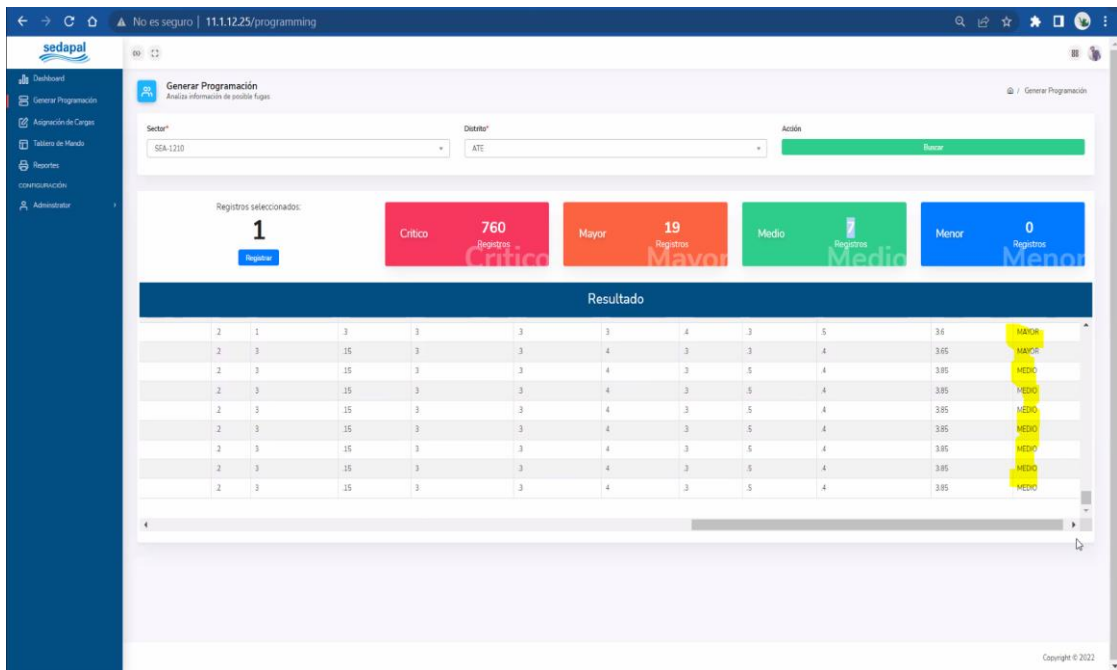 No es seguro | 11.1.12.25/programming
sedapal
Dashboard
Generar Programación
Asignación de Cargas
Tablero de Mando
Reportes
CONFIGURACIÓN
Administrator
Generar Programación
Analiza información de posible fugas
/ Generar Programación
Sector* Distrito* Acción
SEA-1210 ATE Buscar
Registros seleccionados:
1
Registrar
Crítico 760 Registros Crítico
Mayor 19 Registros Mayor
Medio 7 Registros Medio
Menor 0 Registros Menor
Resultado
.2 1 .3 3 .3 3 .4 .3 .5 3.6 MAYOR
.2 3 .15 3 .3 4 .3 .3 .4 3.65 MAYOR
.2 3 .15 3 .3 4 .3 .5 .4 3.85 MEDIO
.2 3 .15 3 .3 4 .3 .5 .4 3.85 MEDIO
.2 3 .15 3 .3 4 .3 .5 .4 3.85 MEDIO
.2 3 .15 3 .3 4 .3 .5 .4 3.85 MEDIO
.2 3 .15 3 .3 4 .3 .5 .4 3.85 MEDIO
.2 3 .15 3 .3 4 .3 .5 .4 3.85 MEDIO
.2 3 .15 3 .3 4 .3 .5 .4 3.85 MEDIO
Copyright © 2022